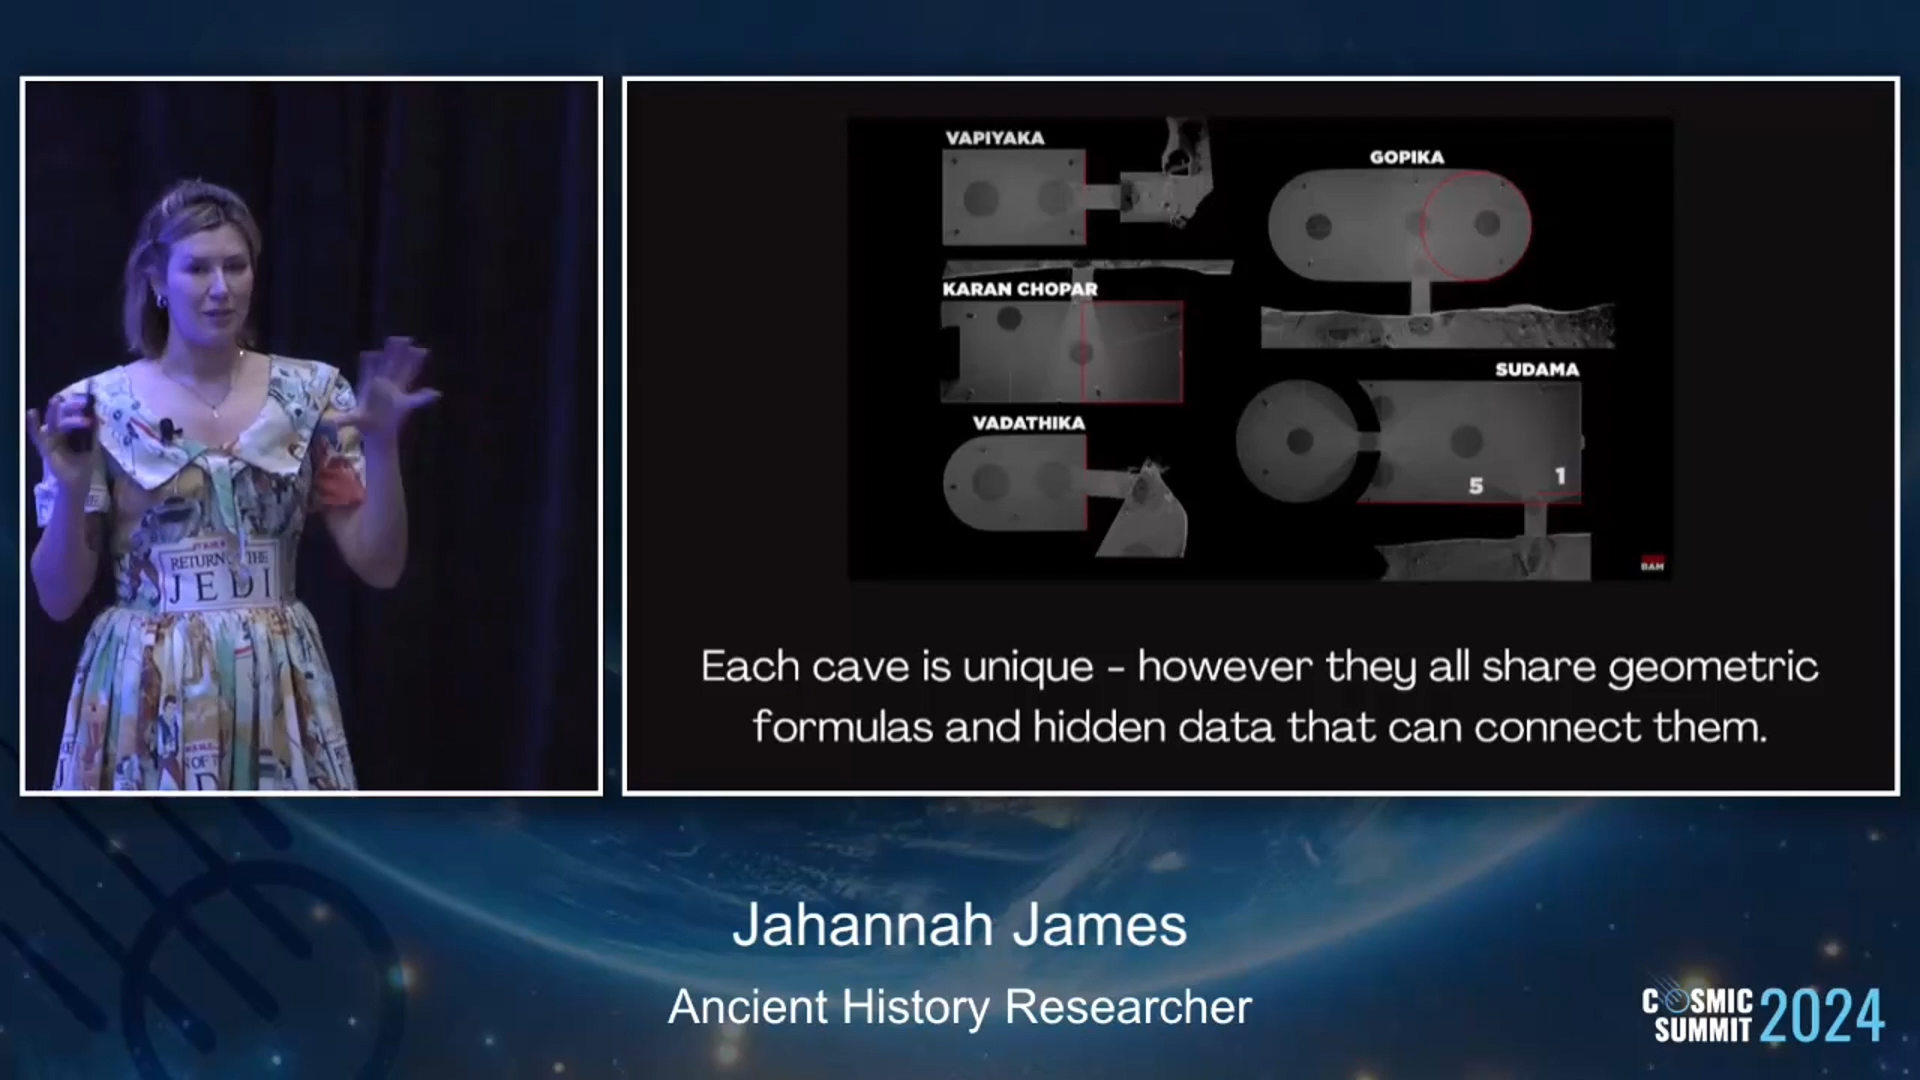 VAPIYAKA
GOPIKA
KARAN CHOPAR
SUDAMA
VADATHIKA
5
1
BAM
Each cave is unique - however they all share geometric
formulas and hidden data that can connect them.
RETURN OF THE
JEDI
Jahannah James
Ancient History Researcher
COSMIC
SUMMIT 2024